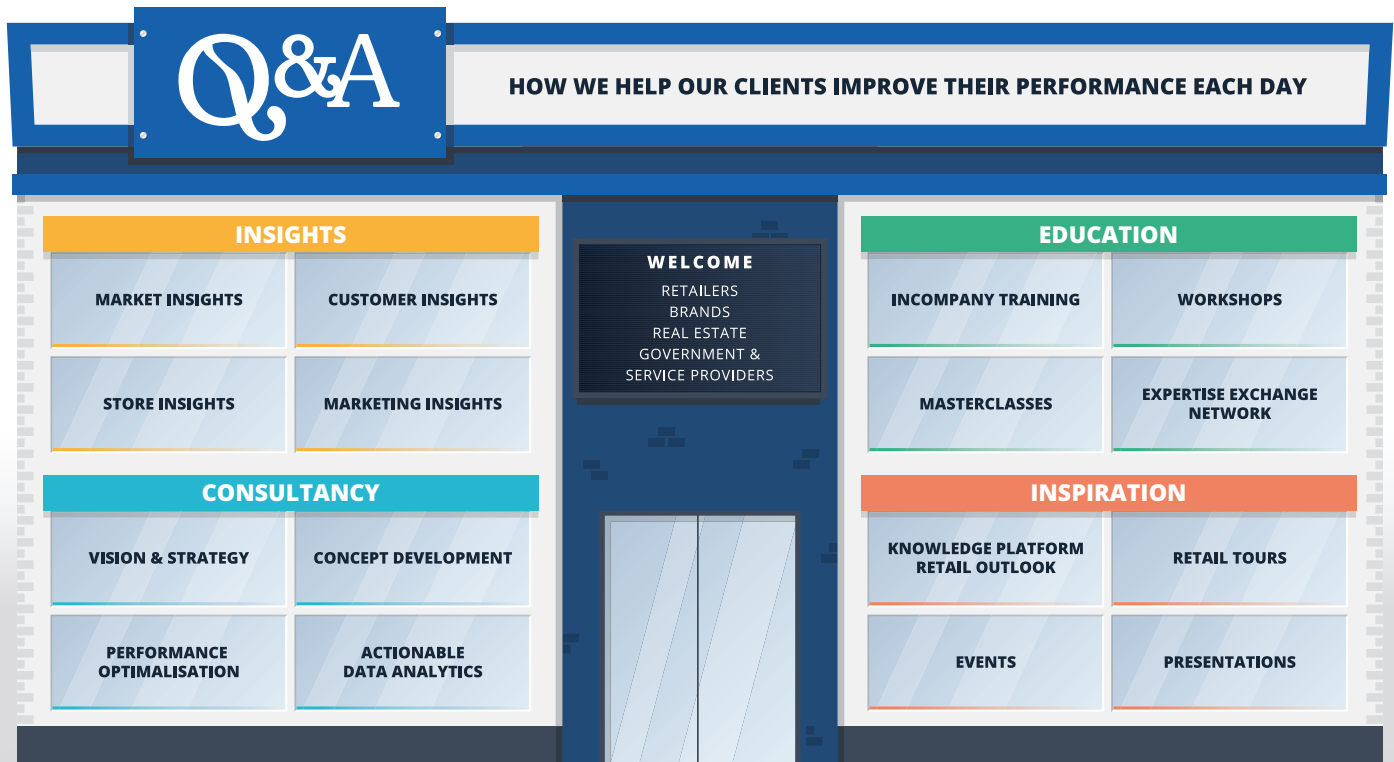 Q&A
HOW WE HELP OUR CLIENTS IMPROVE THEIR PERFORMANCE EACH DAY
INSIGHTS
MARKET INSIGHTS
CUSTOMER INSIGHTS
STORE INSIGHTS
MARKETING INSIGHTS
CONSULTANCY
VISION & STRATEGY
CONCEPT DEVELOPMENT
PERFORMANCE
OPTIMALISATION
ACTIONABLE
DATA ANALYTICS
WELCOME
RETAILERS
BRANDS
REAL ESTATE
GOVERNMENT &
SERVICE PROVIDERS
EDUCATION
INCOMPANY TRAINING
WORKSHOPS
MASTERCLASSES
EXPERTISE EXCHANGE
NETWORK
INSPIRATION
KNOWLEDGE PLATFORM
RETAIL OUTLOOK
RETAIL TOURS
EVENTS
PRESENTATIONS